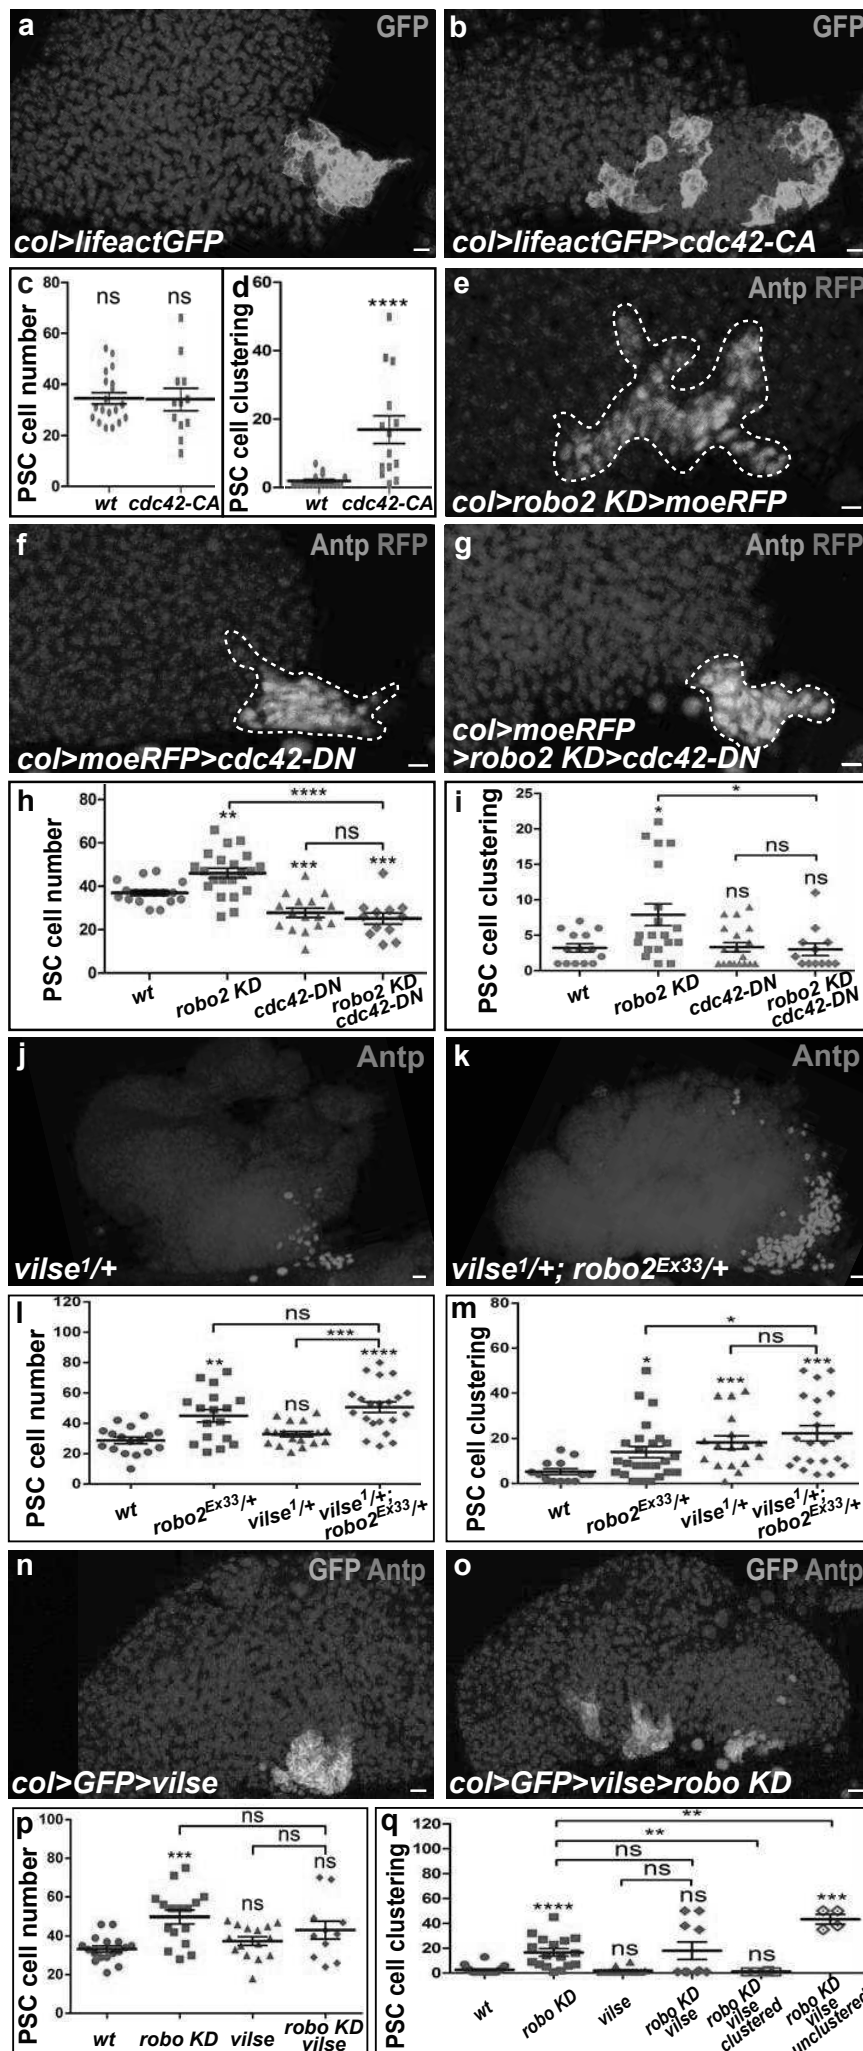 a
GFP
col>lifeactGFP
b
GFP
col>lifeactGFP>cdc42-CA
c
PSC cell number
80
60
40
20
0
ns
ns
wt
cdc42-CA
d
PSC cell clustering
60
40
20
0
****
wt
cdc42-CA
e
Antp RFP
col>robo2 KD>moeRFP
f
Antp RFP
col>moeRFP>cdc42-DN
g
Antp RFP
col>moeRFP
>robo2 KD>cdc42-DN
h
PSC cell number
80
60
40
20
0
****
**
ns
***
***
wt
robo2 KD
cdc42-DN
robo2 KD
cdc42-DN
i
PSC cell clustering
25
20
15
10
5
0
*
*
ns
ns
ns
wt
robo2 KD
cdc42-DN
robo2 KD
cdc42-DN
j
Antp
vilse1/+
k
Antp
vilse1/+; robo2Ex33/+
l
PSC cell number
120
100
80
60
40
20
0
ns
***
**
ns
****
wt
robo2Ex33/+
vilse1/+
vilse1/+;
robo2Ex33/+
m
PSC cell clustering
80
60
40
20
0
*
ns
*
***
***
wt
robo2Ex33/+
vilse1/+
vilse1/+;
robo2Ex33/+
n
GFP Antp
col>GFP>vilse
o
GFP Antp
col>GFP>vilse>robo KD
p
PSC cell number
100
80
60
40
20
0
ns
ns
***
ns
ns
wt
robo KD
vilse
robo KD
vilse
q
PSC cell clustering
120
100
80
60
40
20
0
**
**
ns
ns
****
ns
ns
ns
***
wt
robo KD
vilse
robo KD
vilse
robo KD
vilse
clustered
robo KD
vilse
unclustered